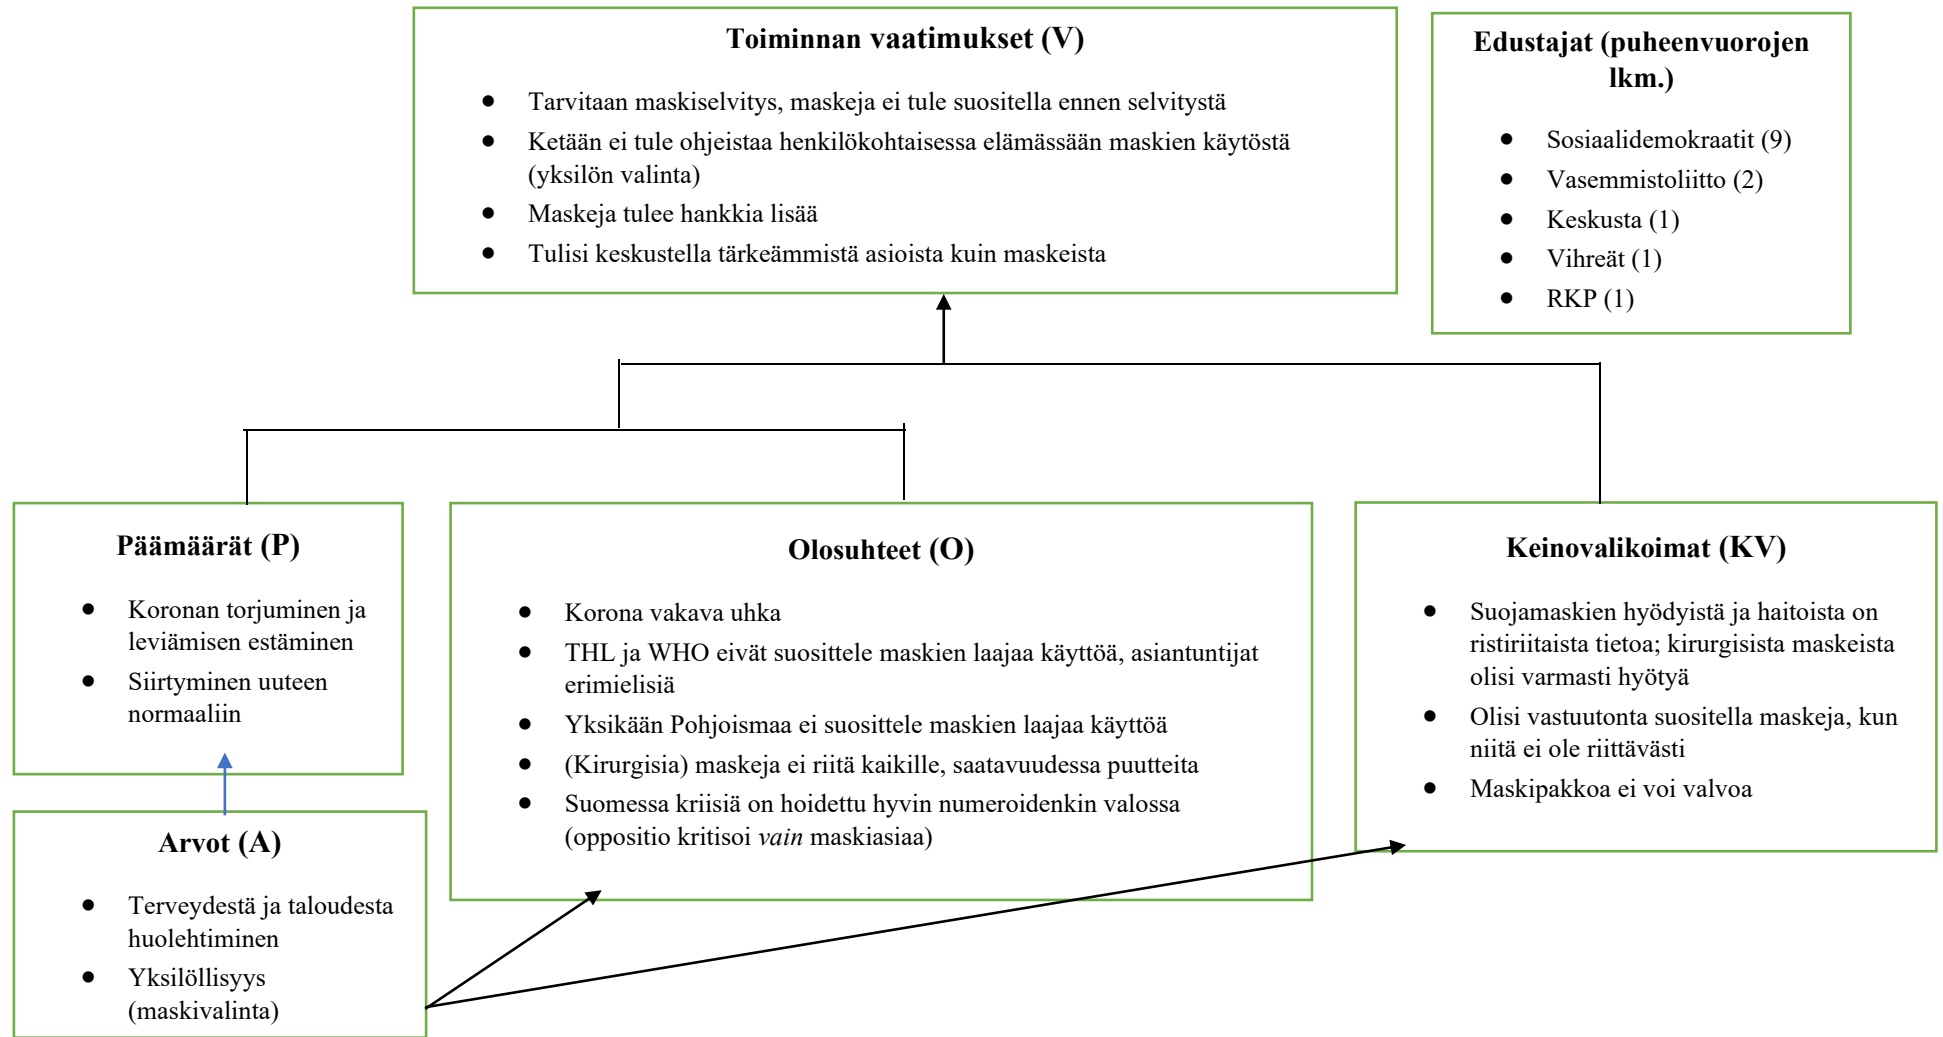 Toiminnan vaatimukset (V)
● Tarvitaan maskiselvitys, maskeja ei tule suositella ennen selvitystä
● Ketään ei tule ohjeistaa henkilökohtaisessa elämässään maskien käytöstä
(yksilön valinta)
● Maskeja tulee hankkia lisää
● Tulisi keskustella tärkeämmistä asioista kuin maskeista
Edustajat (puheenvuorojen
lkm.)
● Sosiaalidemokraatit (9)
● Vasemmistoliitto (2)
● Keskusta (1)
● Vihreät (1)
● RKP (1)
Päämäärät (P)
● Koronan torjuminen ja
leviämisen estäminen
● Siirtyminen uuteen
normaaliin
Olosuhteet (O)
● Korona vakava uhka
● THL ja WHO eivät suosittele maskien laajaa käyttöä, asiantuntijat
erimielisiä
● Yksikään Pohjoismaa ei suosittele maskien laajaa käyttöä
● (Kirurgisia) maskeja ei riitä kaikille, saatavuudessa puutteita
● Suomessa kriisiä on hoidettu hyvin numeroidenkin valossa
(oppositio kritisoi vain maskiasiaa)
Keinovalikoimat (KV)
● Suojamaskien hyödyistä ja haitoista on
ristiriitaista tietoa; kirurgisista maskeista
olisi varmasti hyötyä
● Olisi vastuutonta suositella maskeja, kun
niitä ei ole riittävästi
● Maskipakkoa ei voi valvoa
Arvot (A)
● Terveydestä ja taloudesta
huolehtiminen
● Yksilöllisyys
(maskivalinta)